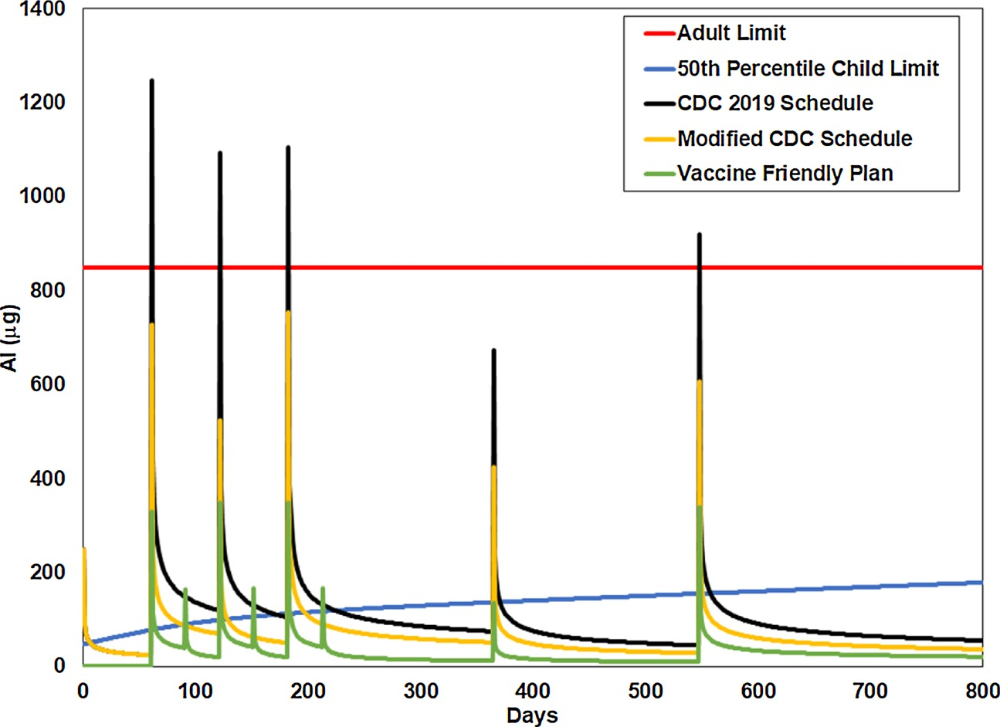 1400
1200
1000
800
600
400
200
0
Al (μg)
0 100 200 300 400 500 600 700 800
Days
Adult Limit
50th Percentile Child Limit
CDC 2019 Schedule
Modified CDC Schedule
Vaccine Friendly Plan